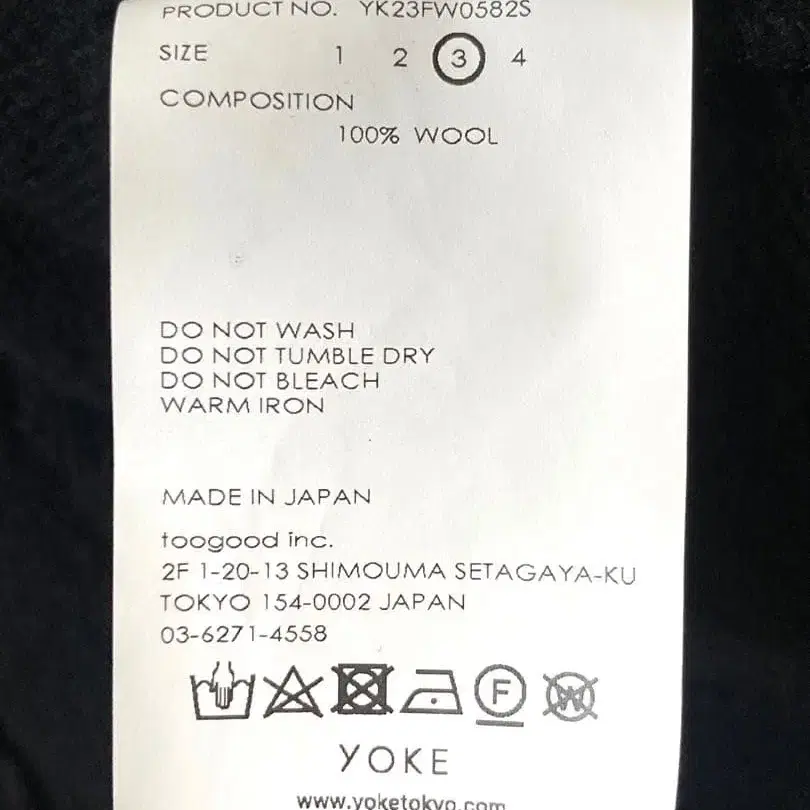 PRODUCT NO. YK23FW0582S
SIZE 1 2 3 4
COMPOSITION
100% WOOL
DO NOT WASH
DO NOT TUMBLE DRY
DO NOT BLEACH
WARM IRON
MADE IN JAPAN
toogood inc.
2F 1-20-13 SHIMOUMA SETAGAYA-KU
TOKYO 154-0002 JAPAN
03-6271-4558
F W
YOKE
www.yoketokyo.com